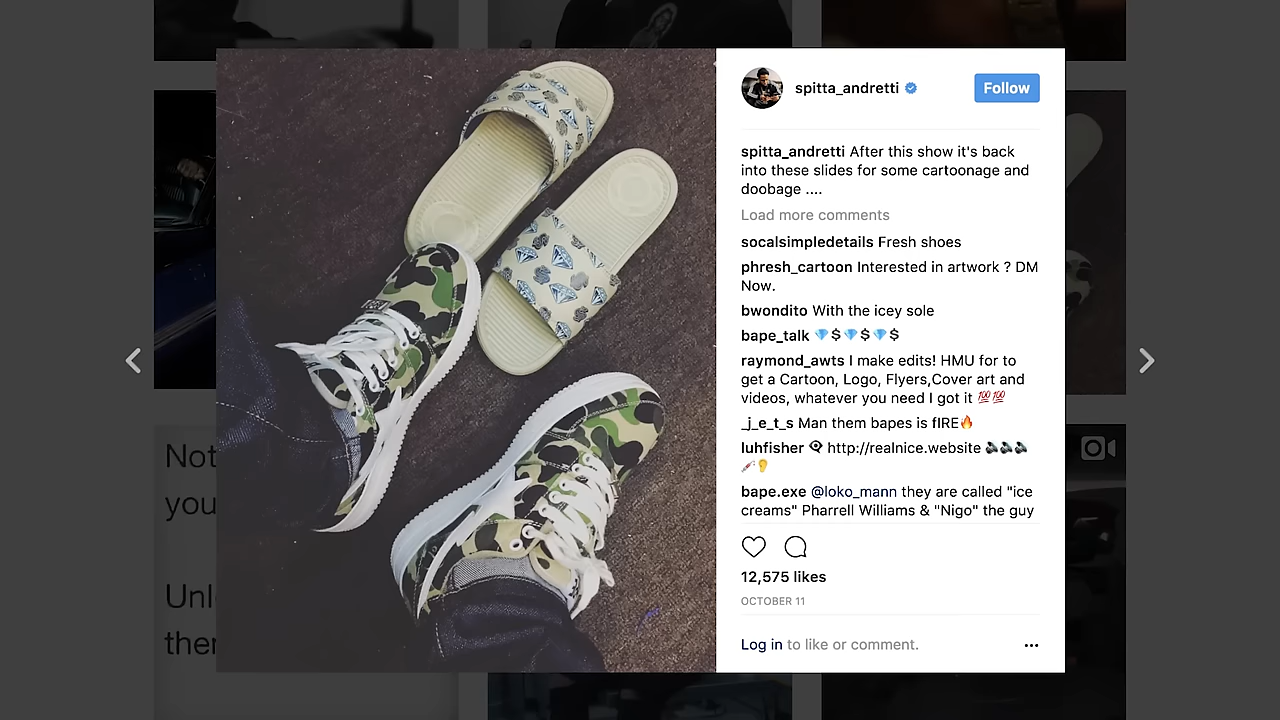 spitta_andretti
Follow
spitta_andretti After this show it's back
into these slides for some cartoonage and
doobage ....
Load more comments
socalsimpledetails Fresh shoes
phresh_cartoon Interested in artwork ? DM
Now.
bwondito With the icey sole
bape_talk 💎💲💎💲💎💲
raymond_awts I make edits! HMU for to
get a Cartoon, Logo, Flyers,Cover art and
videos, whatever you need I got it 💯💯
_j_e_t_s Man them bapes is fIRE🔥
luhfisher http://realnice.website
bape.exe @loko_mann they are called "ice
creams" Pharrell Williams & "Nigo" the guy
12,575 likes
OCTOBER 11
Log in to like or comment.
Not
you
Unl
ther